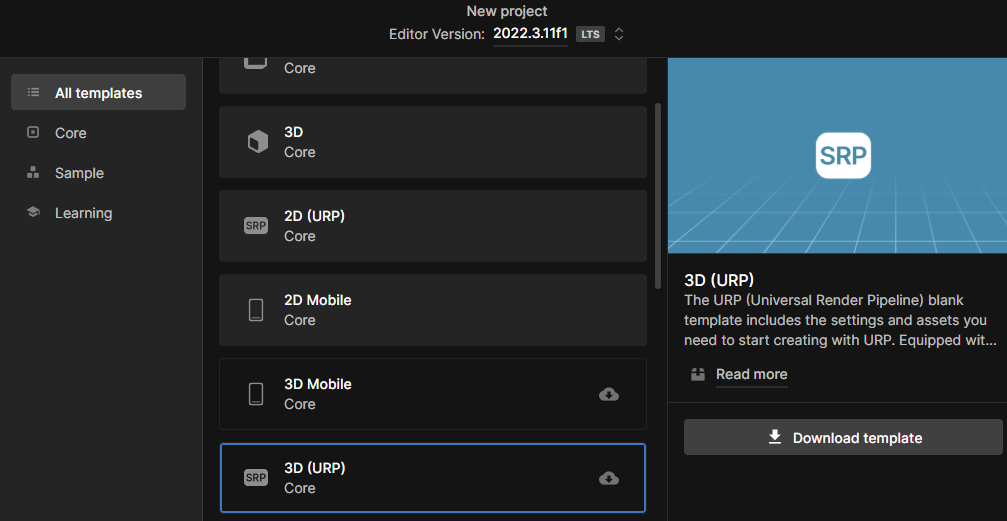 New project
Editor Version: 2022.3.11f1 LTS
All templates
Core
Sample
Learning
Core
3D
Core
SRP
2D (URP)
Core
2D Mobile
Core
3D Mobile
Core
SRP
3D (URP)
Core
SRP
3D (URP)
The URP (Universal Render Pipeline) blank
template includes the settings and assets you
need to start creating with URP. Equipped wit...
Read more
Download template